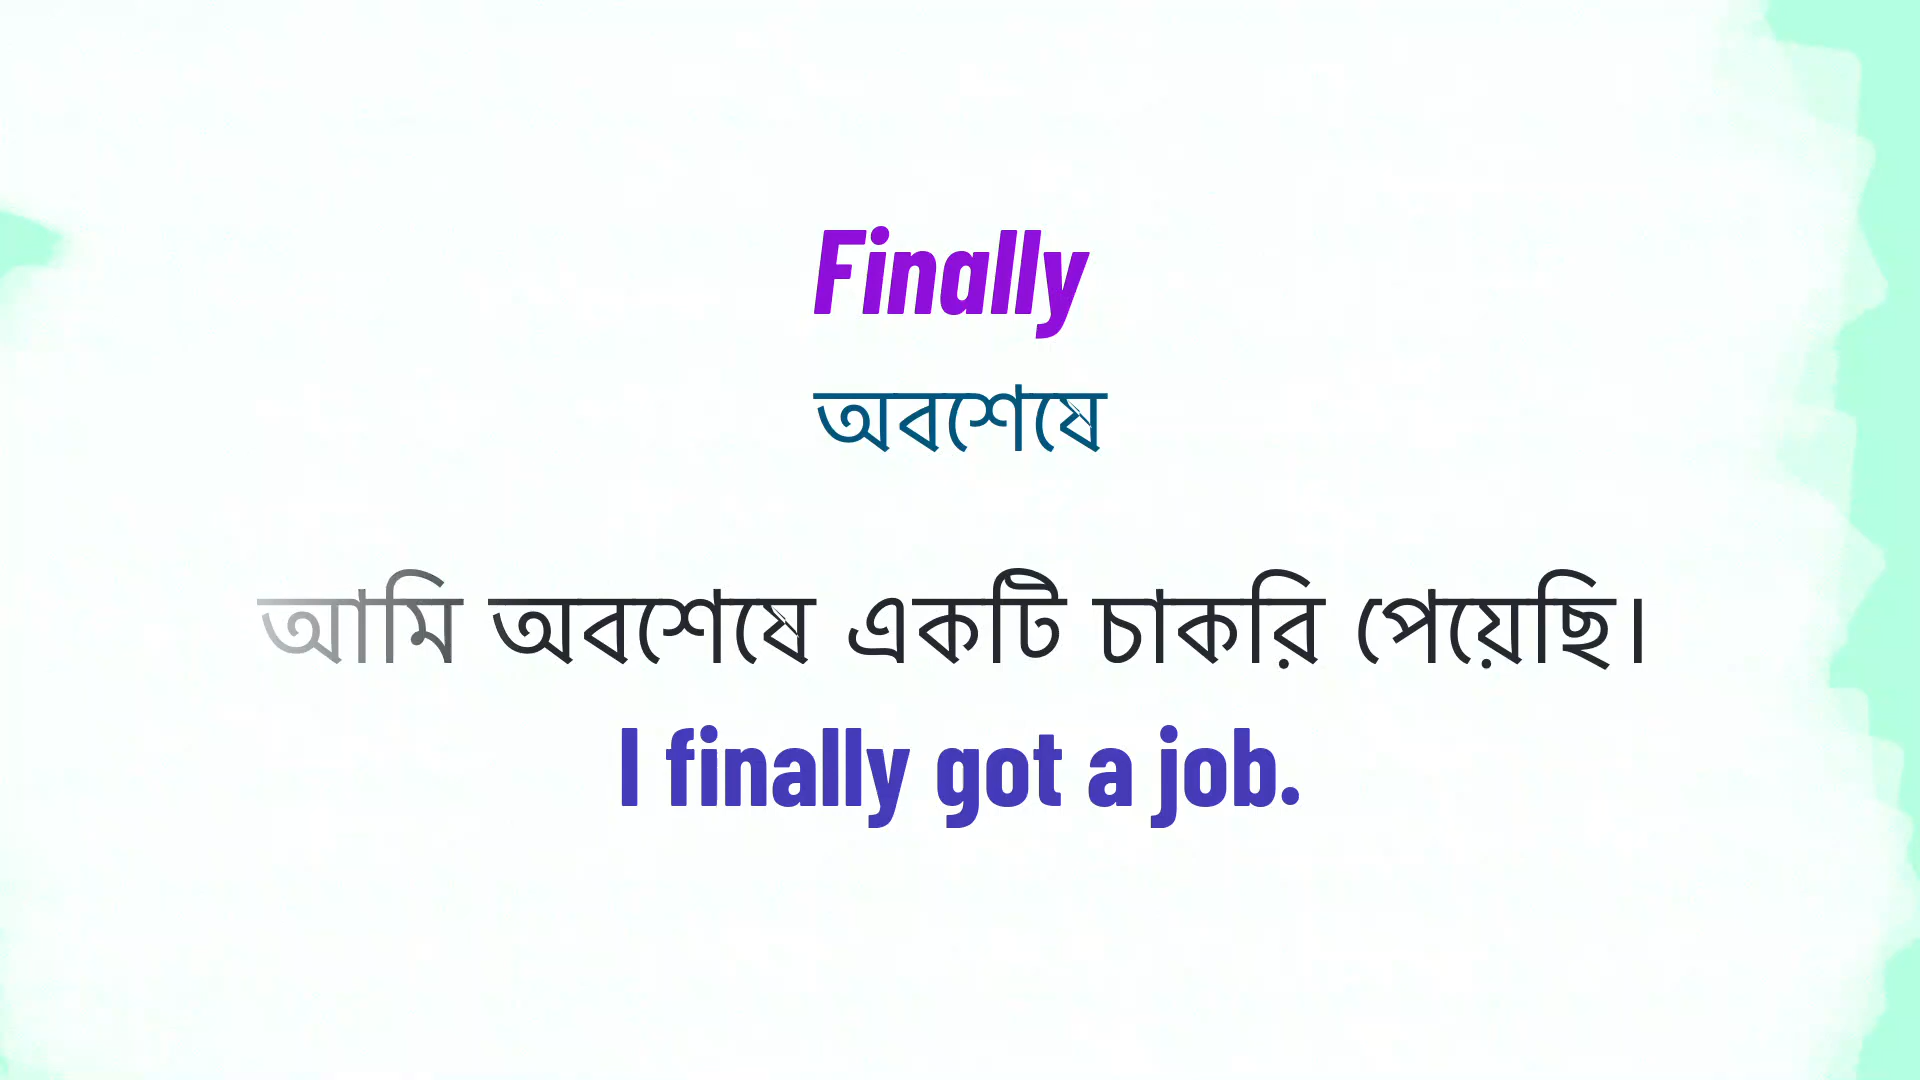 Finally
অবশেষে
আমি অবশেষে একটি চাকরি পেয়েছি।
I finally got a job.